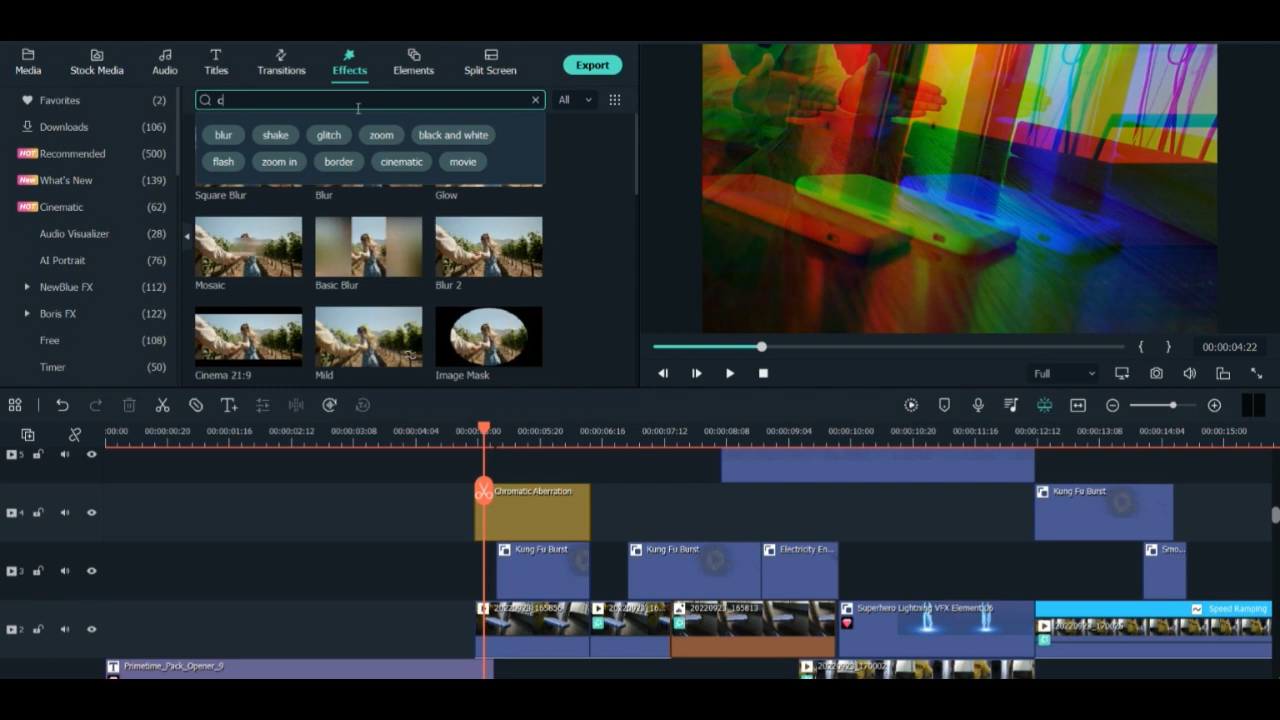 Media
Stock Media
Audio
Titles
Transitions
Effects
Elements
Split Screen
Export
Favorites (2)
Downloads (106)
HOT Recommended (500)
New What's New (139)
HOT Cinematic (62)
Audio Visualizer (28)
AI Portrait (76)
NewBlue FX (112)
Boris FX (122)
Free (108)
Timer (50)
c
All
blur shake glitch zoom black and white
flash zoom in border cinematic movie
Square Blur Blur Glow
Mosaic Basic Blur Blur 2
Cinema 21:9 Mild Image Mask
{ } 00:00:04:22
Full
:00:00 00:00:00:20 00:00:01:16 00:00:02:12 00:00:03:08 00:00:04:04 00:00:05:20 00:00:06:16 00:00:07:12 00:00:08:08 00:00:09:04 00:00:10:00 00:00:10:20 00:00:11:16 00:00:12:12 00:00:13:08 00:00:14:04 00:00:15:00
5
4 Chromatic Aberration Kung Fu Burst
3 Kung Fu Burst Kung Fu Burst Electricity En... Smo...
2 20220923_165856 20220923_16... 20220923_165813 Superhero Lightning VFX Element 06 Speed Ramping
Primetime_Pack_Opener_9 20220923_170002